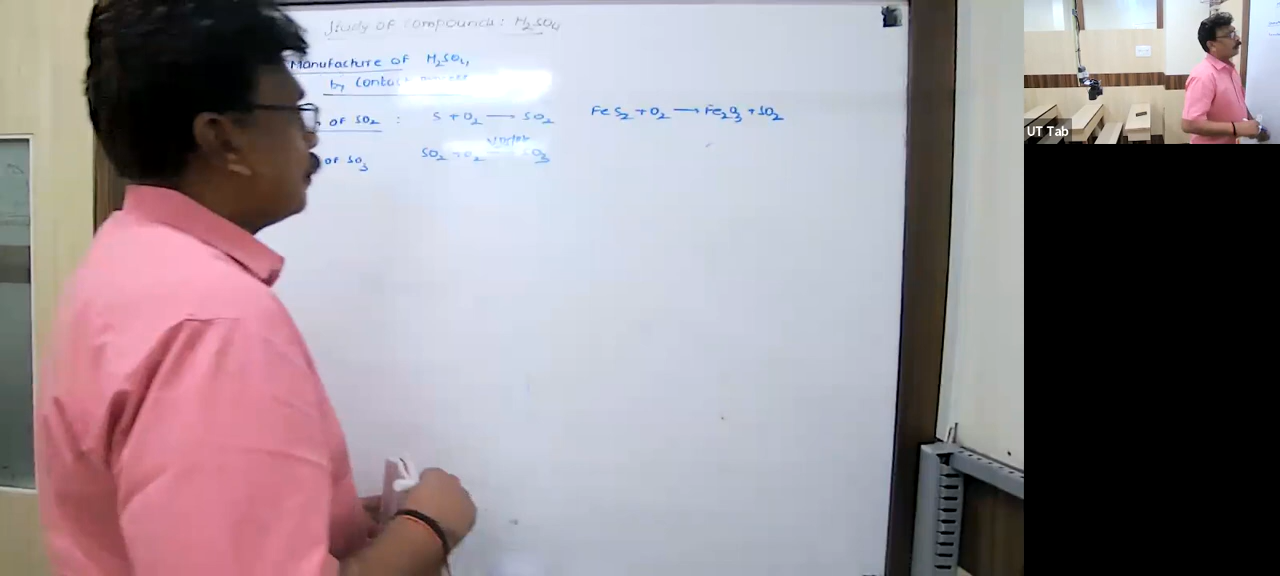 Study of Compounds: H₂SO₄
Manufacture of H₂SO₄
by Contact
of SO₂ : S + O₂ → SO₂ FeS₂ + O₂ → Fe₂O₃ + SO₂
of SO₃ SO₂ + O₂ → SO₃
UT Tab